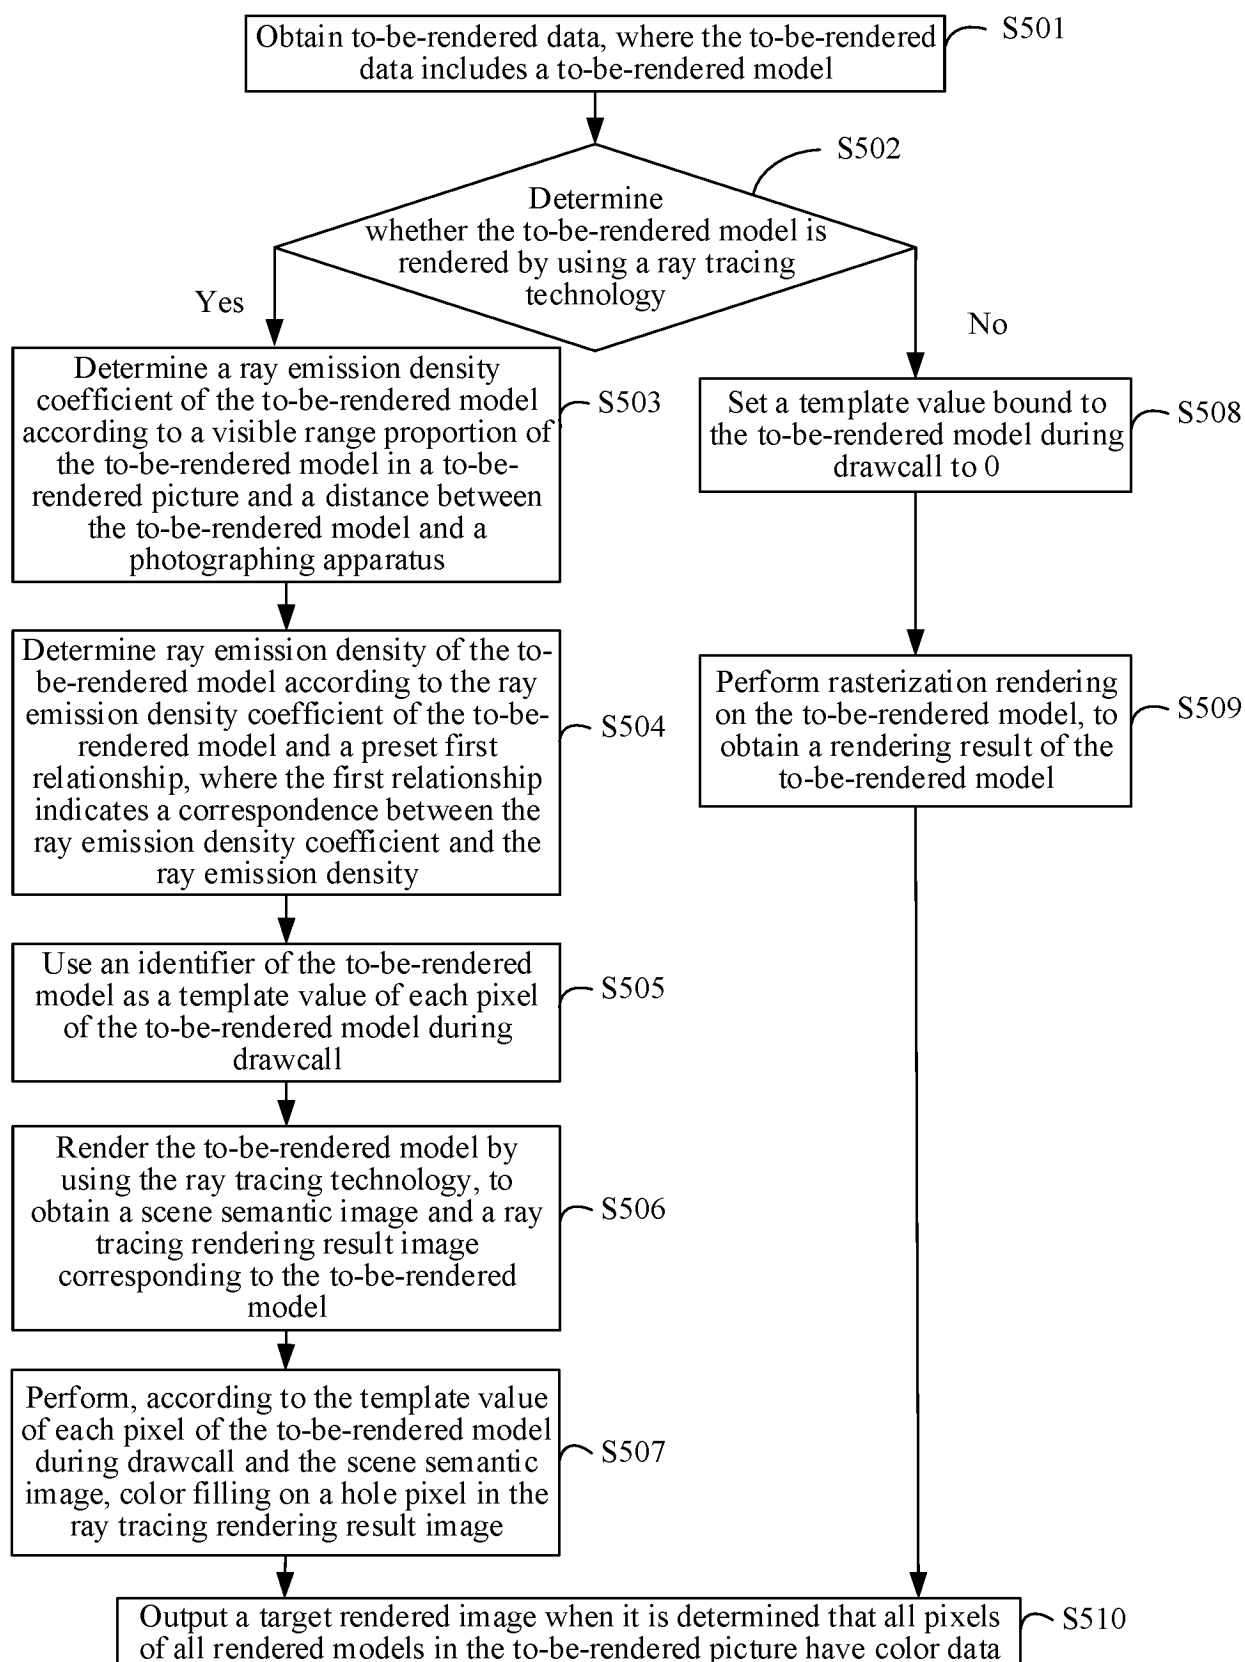 Obtain to-be-rendered data, where the to-be-rendered
data includes a to-be-rendered model
S501
S502
Determine
whether the to-be-rendered model is
rendered by using a ray tracing
technology
Yes
No
Determine a ray emission density
coefficient of the to-be-rendered model
according to a visible range proportion of
the to-be-rendered model in a to-be-
rendered picture and a distance between
the to-be-rendered model and a
photographing apparatus
S503
Set a template value bound to
the to-be-rendered model during
drawcall to 0
S508
Determine ray emission density of the to-
be-rendered model according to the ray
emission density coefficient of the to-be-
rendered model and a preset first
relationship, where the first relationship
indicates a correspondence between the
ray emission density coefficient and the
ray emission density
S504
Perform rasterization rendering
on the to-be-rendered model, to
obtain a rendering result of the
to-be-rendered model
S509
Use an identifier of the to-be-rendered
model as a template value of each pixel
of the to-be-rendered model during
drawcall
S505
Render the to-be-rendered model by
using the ray tracing technology, to
obtain a scene semantic image and a ray
tracing rendering result image
corresponding to the to-be-rendered
model
S506
Perform, according to the template value
of each pixel of the to-be-rendered model
during drawcall and the scene semantic
image, color filling on a hole pixel in the
ray tracing rendering result image
S507
Output a target rendered image when it is determined that all pixels
of all rendered models in the to-be-rendered picture have color data
S510